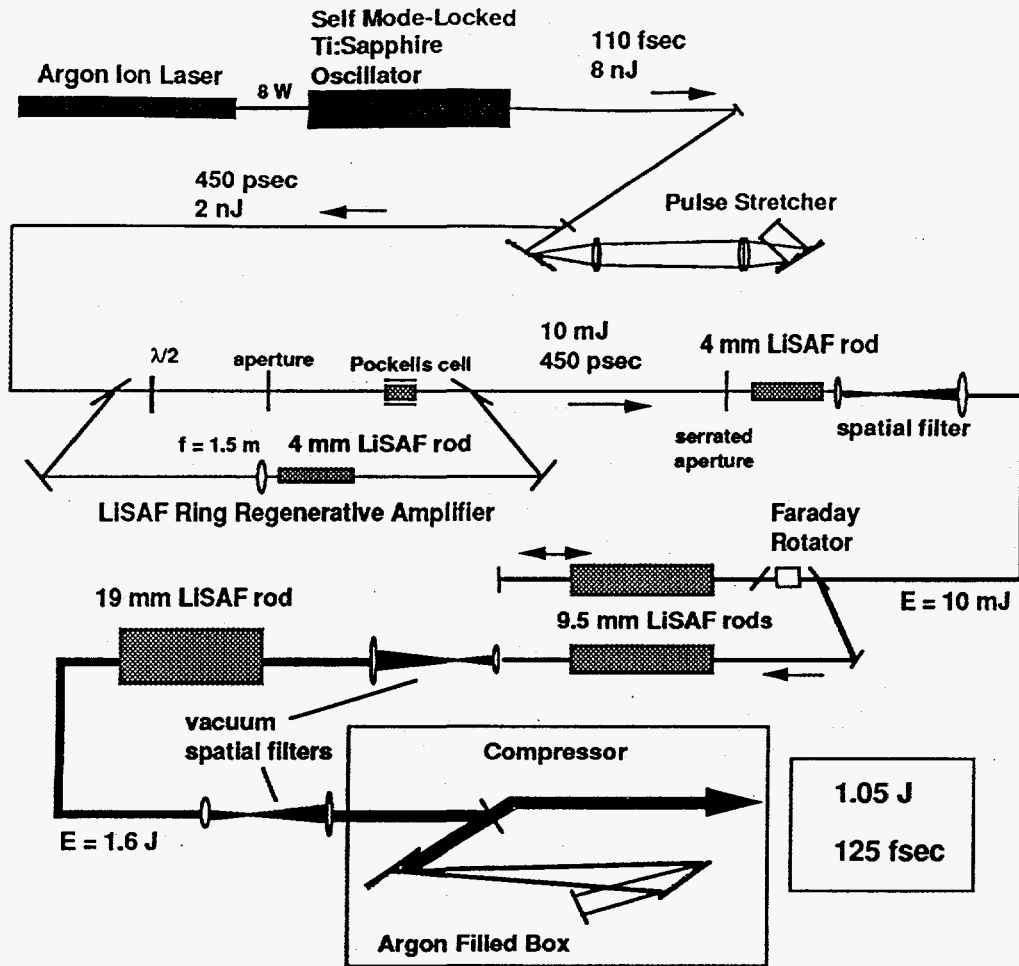 Self Mode-Locked
Ti:Sapphire
Oscillator
110 fsec
8 nJ
Argon Ion Laser
8 W
450 psec
2 nJ
Pulse Stretcher
λ/2
aperture
Pockells cell
10 mJ
450 psec
4 mm LiSAF rod
f = 1.5 m
4 mm LiSAF rod
serrated
aperture
spatial filter
LiSAF Ring Regenerative Amplifier
Faraday
Rotator
19 mm LiSAF rod
9.5 mm LiSAF rods
E = 10 mJ
vacuum
spatial filters
Compressor
1.05 J
125 fsec
E = 1.6 J
Argon Filled Box